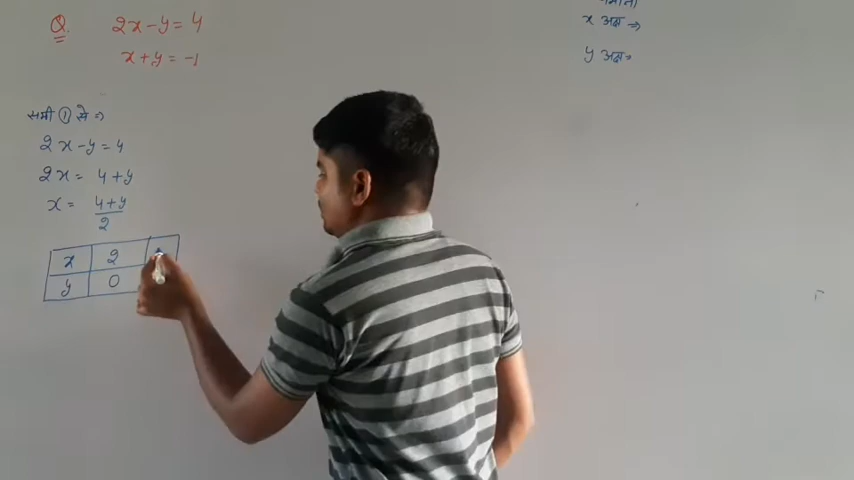 Q. 2x-y=4
x+y=-1
समी ① से ⇒
2x-y=4
2x= 4+y
x= 4+y
2
x 2
y 0
x अक्ष ⇒
y अक्ष ⇒